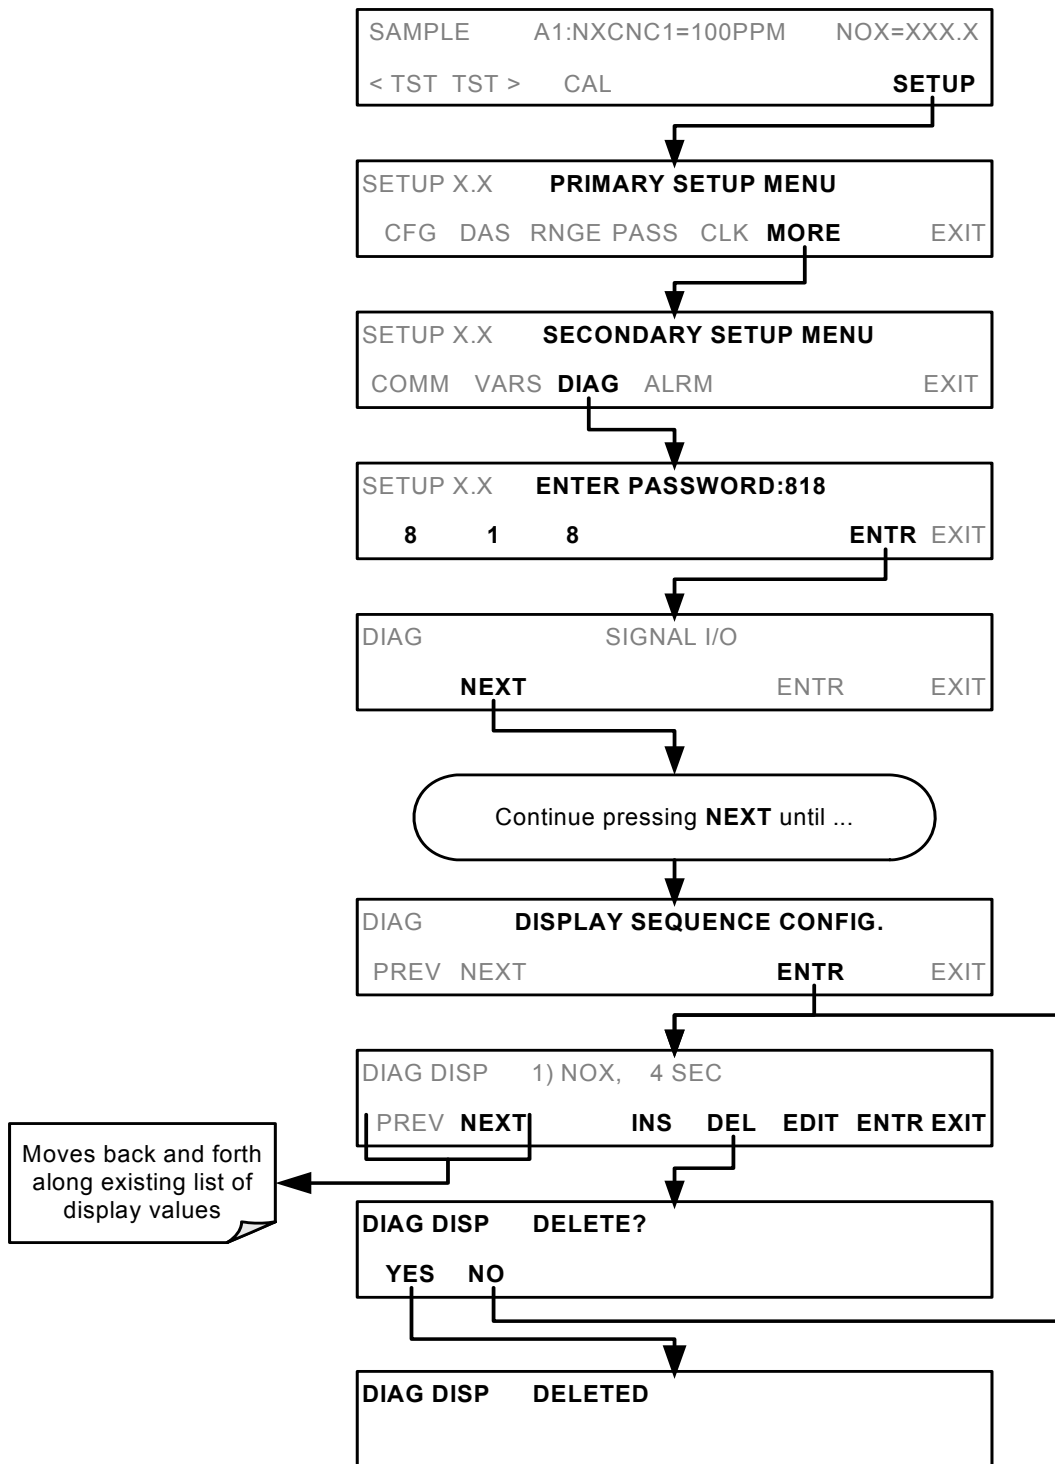 SAMPLE A1:NXCNC1=100PPM NOX=XXX.X
< TST TST > CAL SETUP
SETUP X.X PRIMARY SETUP MENU
CFG DAS RNGE PASS CLK MORE EXIT
SETUP X.X SECONDARY SETUP MENU
COMM VARS DIAG ALRM EXIT
SETUP X.X ENTER PASSWORD:818
8 1 8 ENTR EXIT
DIAG SIGNAL I/O
NEXT ENTR EXIT
Continue pressing NEXT until ...
DIAG DISPLAY SEQUENCE CONFIG.
PREV NEXT ENTR EXIT
DIAG DISP 1) NOX, 4 SEC
PREV NEXT INS DEL EDIT ENTR EXIT
Moves back and forth
along existing list of
display values
DIAG DISP DELETE?
YES NO
DIAG DISP DELETED